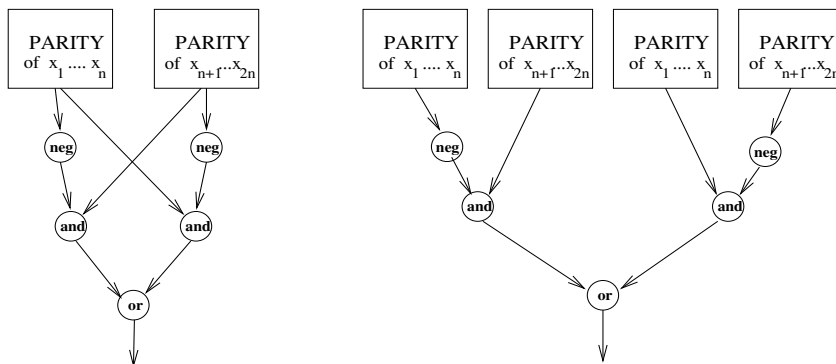 PARITY
of x1 .... xn
PARITY
of xn+1...x2n
PARITY
of x1 .... xn
PARITY
of xn+1...x2n
PARITY
of x1 .... xn
PARITY
of xn+1...x2n
neg
neg
neg
neg
and
and
and
and
or
or